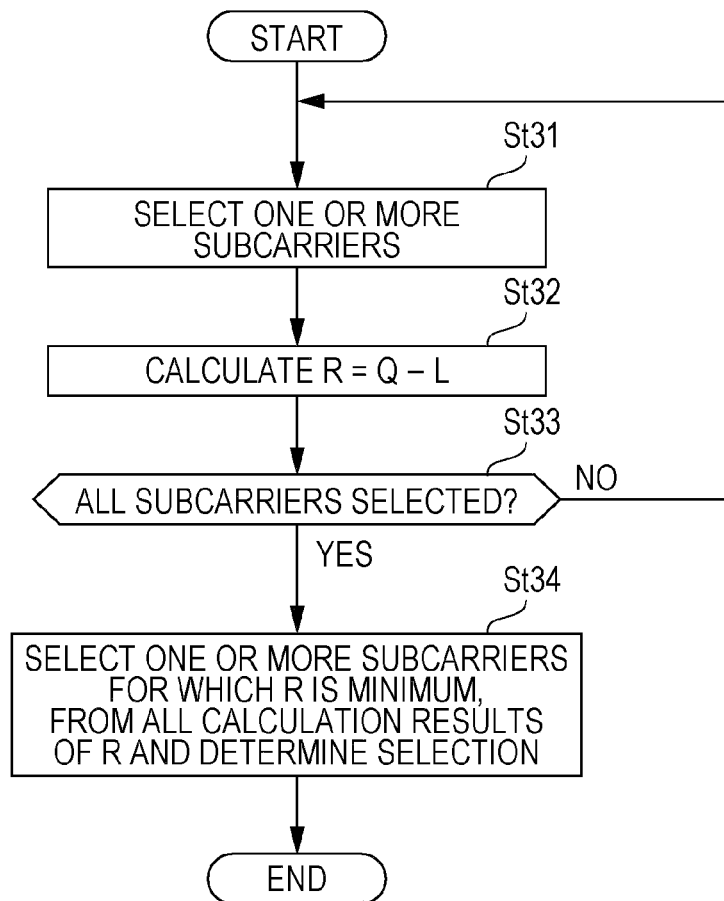 START
St31
SELECT ONE OR MORE
SUBCARRIERS
St32
CALCULATE R = Q – L
St33
ALL SUBCARRIERS SELECTED?
NO
YES
St34
SELECT ONE OR MORE SUBCARRIERS
FOR WHICH R IS MINIMUM,
FROM ALL CALCULATION RESULTS
OF R AND DETERMINE SELECTION
END